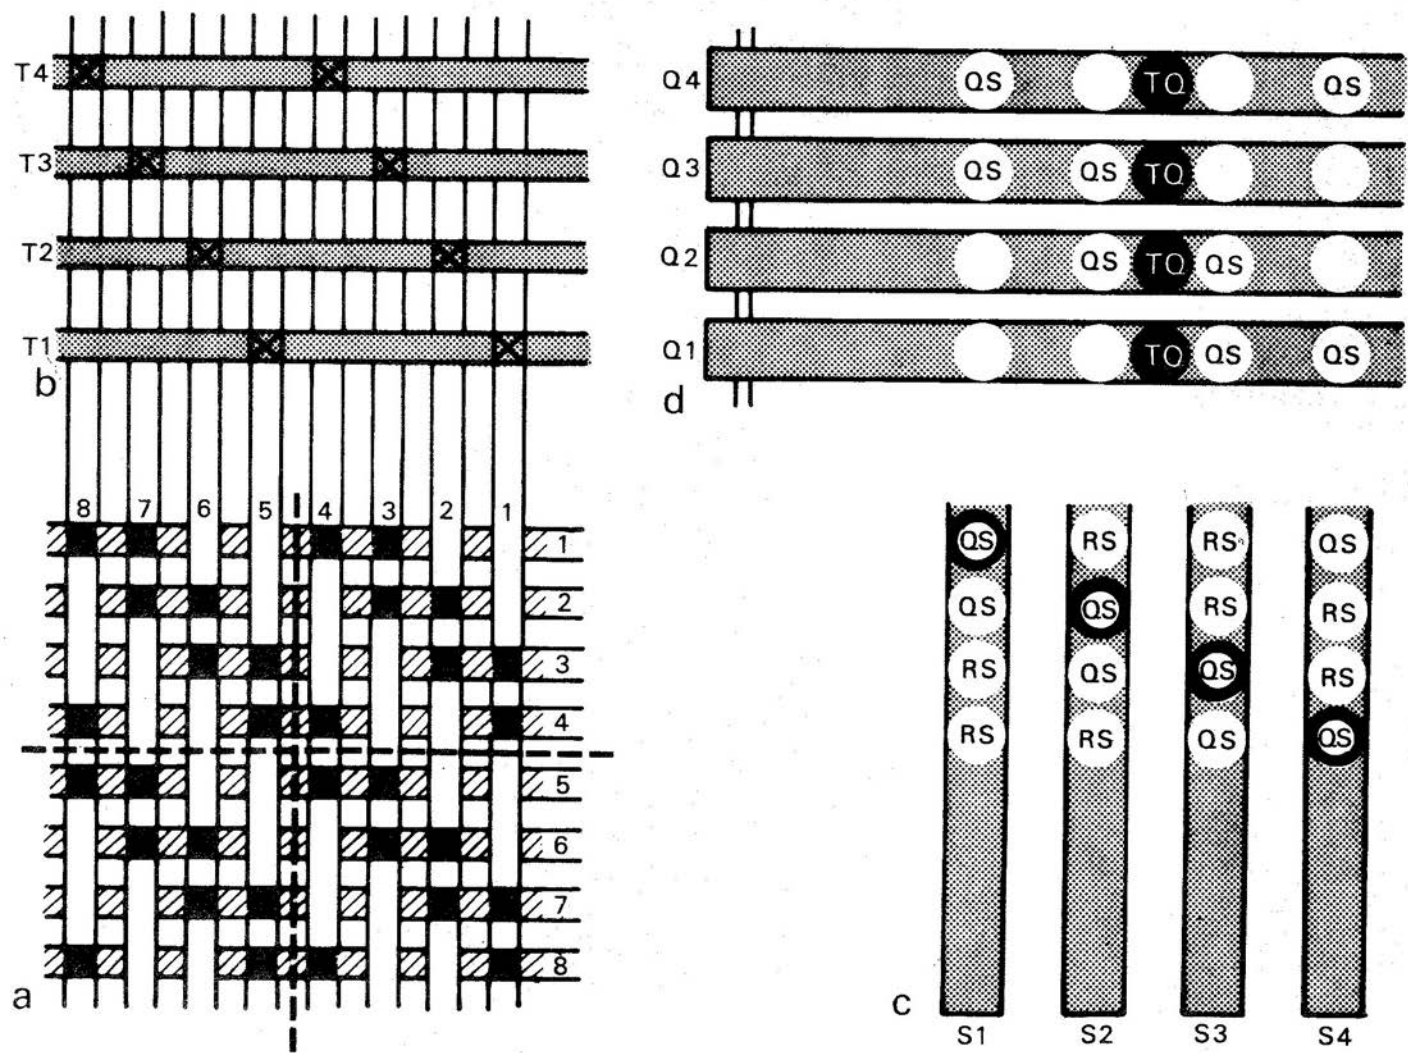 T4
T3
T2
T1
b
8 7 6 5 4 3 2 1
1
2
3
4
5
6
7
8
a
Q4 QS TQ QS
Q3 QS QS TQ
Q2 QS TQ QS
Q1 TQ QS QS
d
QS RS RS QS
QS QS RS RS
RS QS QS RS
RS RS QS QS
c
S1 S2 S3 S4